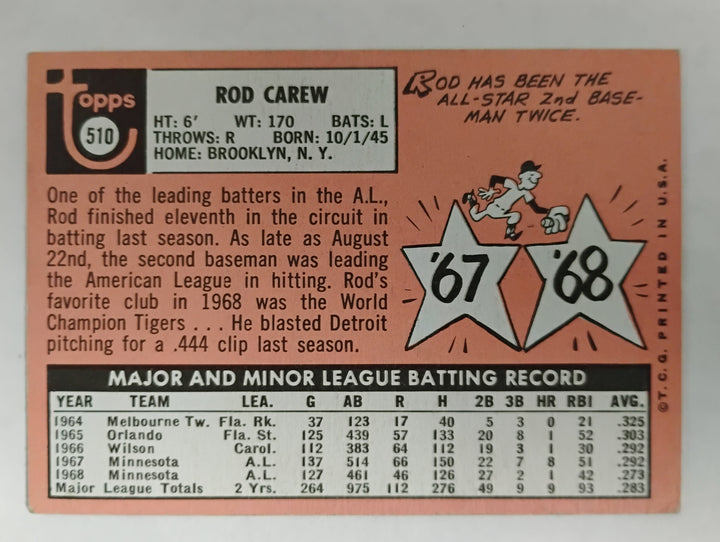 Topps
510
ROD CAREW
HT: 6' WT: 170 BATS: L
THROWS: R BORN: 10/1/45
HOME: BROOKLYN, N. Y.
ROD HAS BEEN THE
ALL-STAR 2nd BASE-
MAN TWICE.
One of the leading batters in the A.L.,
Rod finished eleventh in the circuit in
batting last season. As late as August
22nd, the second baseman was leading
the American League in hitting. Rod's
favorite club in 1968 was the World
Champion Tigers . . . He blasted Detroit
pitching for a .444 clip last season.
'67
'68
©T.C.G. PRINTED IN U.S.A.
MAJOR AND MINOR LEAGUE BATTING RECORD
YEAR TEAM LEA. G AB R H 2B 3B HR RBI AVG.
1964 Melbourne Tw. Fla. Rk. 37 123 17 40 5 3 0 21 .325
1965 Orlando Fla. St. 125 439 57 133 20 8 1 52 .303
1966 Wilson Carol. 112 383 64 112 19 3 1 30 .292
1967 Minnesota A.L. 137 514 66 150 22 7 8 51 .292
1968 Minnesota A.L. 127 461 46 126 27 2 1 42 .273
Major League Totals 2 Yrs. 264 975 112 276 49 9 9 93 .283